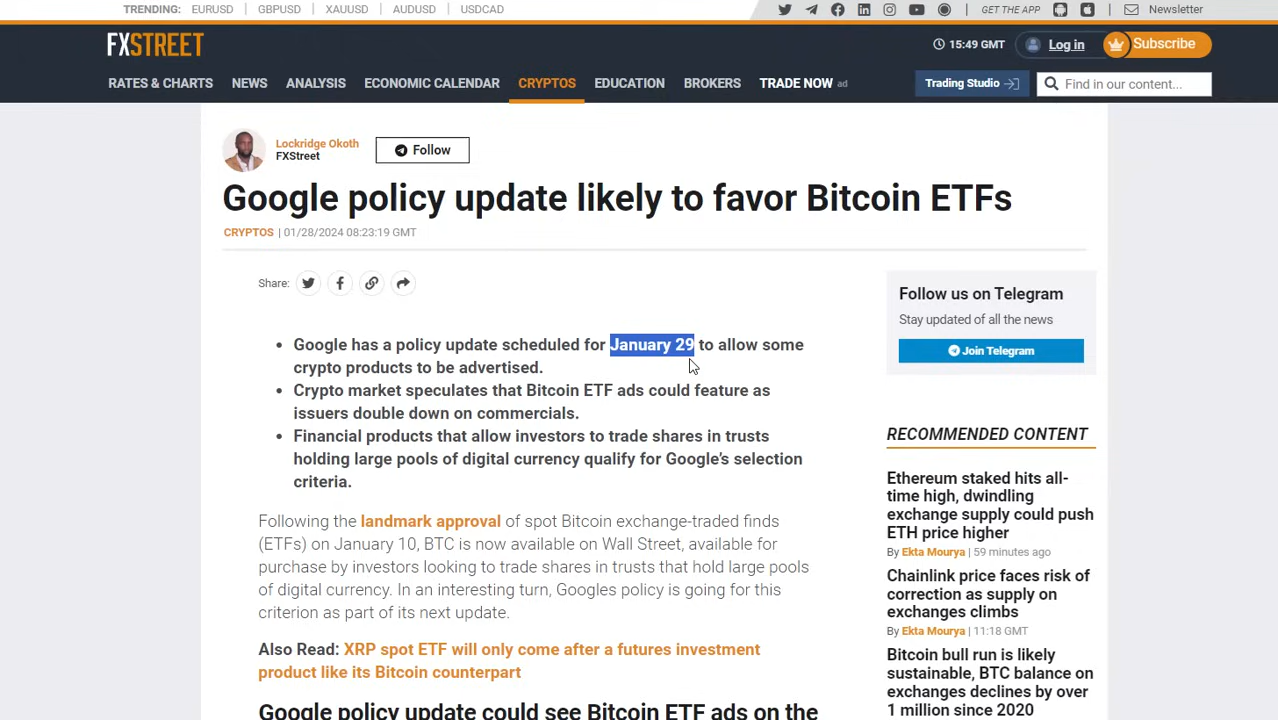 TRENDING: EURUSD GBPUSD XAUUSD AUDUSD USDCAD
GET THE APP Newsletter
FXSTREET
15:49 GMT Log in Subscribe
RATES & CHARTS NEWS ANALYSIS ECONOMIC CALENDAR CRYPTOS EDUCATION BROKERS TRADE NOW ad
Trading Studio Find in our content...
Lockridge Okoth
FXStreet
Follow
Google policy update likely to favor Bitcoin ETFs
CRYPTOS | 01/28/2024 08:23:19 GMT
Share:
• Google has a policy update scheduled for January 29 to allow some
crypto products to be advertised.
• Crypto market speculates that Bitcoin ETF ads could feature as
issuers double down on commercials.
• Financial products that allow investors to trade shares in trusts
holding large pools of digital currency qualify for Google's selection
criteria.
Following the landmark approval of spot Bitcoin exchange-traded finds
(ETFs) on January 10, BTC is now available on Wall Street, available for
purchase by investors looking to trade shares in trusts that hold large pools
of digital currency. In an interesting turn, Googles policy is going for this
criterion as part of its next update.
Also Read: XRP spot ETF will only come after a futures investment
product like its Bitcoin counterpart
Google policy update could see Bitcoin ETF ads on the
Follow us on Telegram
Stay updated of all the news
Join Telegram
RECOMMENDED CONTENT
Ethereum staked hits all-
time high, dwindling
exchange supply could push
ETH price higher
By Ekta Mourya | 59 minutes ago
Chainlink price faces risk of
correction as supply on
exchanges climbs
By Ekta Mourya | 11:18 GMT
Bitcoin bull run is likely
sustainable, BTC balance on
exchanges declines by over
1 million since 2020